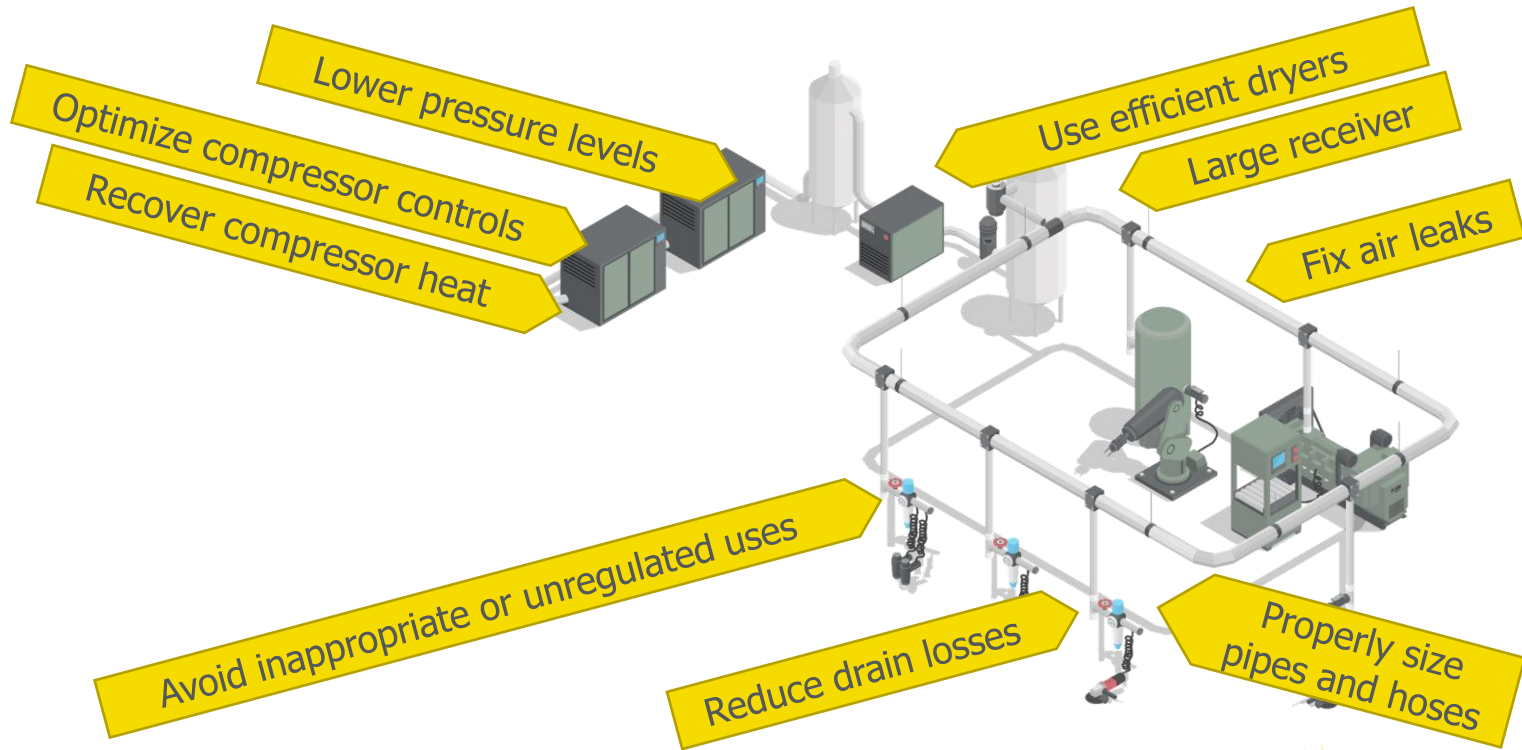 Lower pressure levels
Optimize compressor controls
Recover compressor heat
Use efficient dryers
Large receiver
Fix air leaks
Avoid inappropriate or unregulated uses
Reduce drain losses
Properly size
pipes and hoses